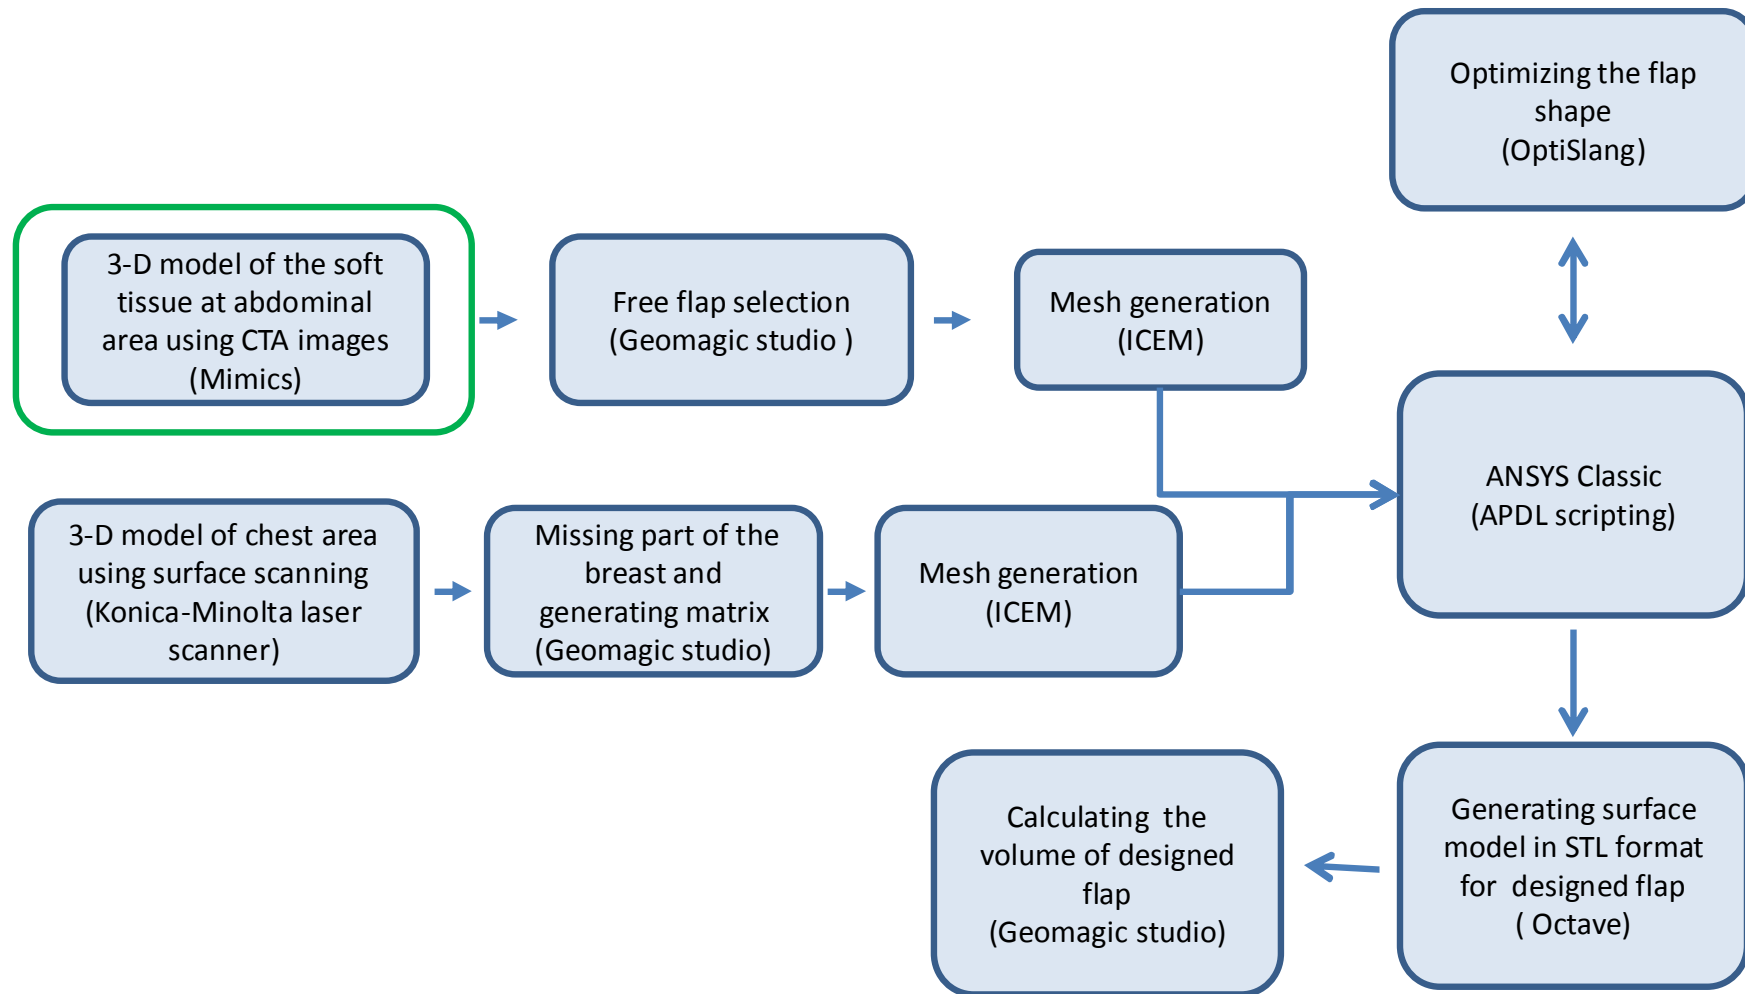 Optimizing the flap
shape
(OptiSlang)
3-D model of the soft
tissue at abdominal
area using CTA images
(Mimics)
Free flap selection
(Geomagic studio )
Mesh generation
(ICEM)
ANSYS Classic
(APDL scripting)
3-D model of chest area
using surface scanning
(Konica-Minolta laser
scanner)
Missing part of the
breast and
generating matrix
(Geomagic studio)
Mesh generation
(ICEM)
Calculating  the
volume of designed
flap
(Geomagic studio)
Generating surface
model in STL format
for  designed flap
( Octave)